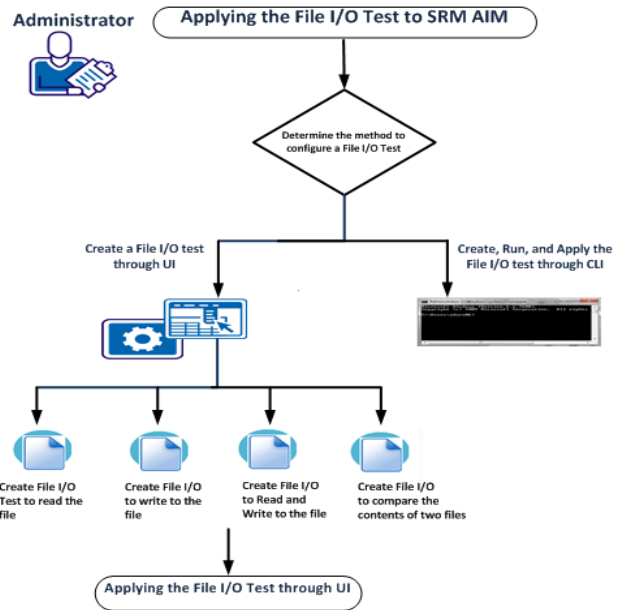 Administrator
Applying the File I/O Test to SRM AIM
Determine the method to
configure a File I/O Test
Create a File I/O test
through UI
Create, Run, and Apply the
File I/O test through CLI
Create File I/O
Test to read the
file
Create File I/O
to write to the
file
Create File I/O
to Read and
Write to the file
Create File I/O
to compare the
contents of two files
Applying the File I/O Test through UI